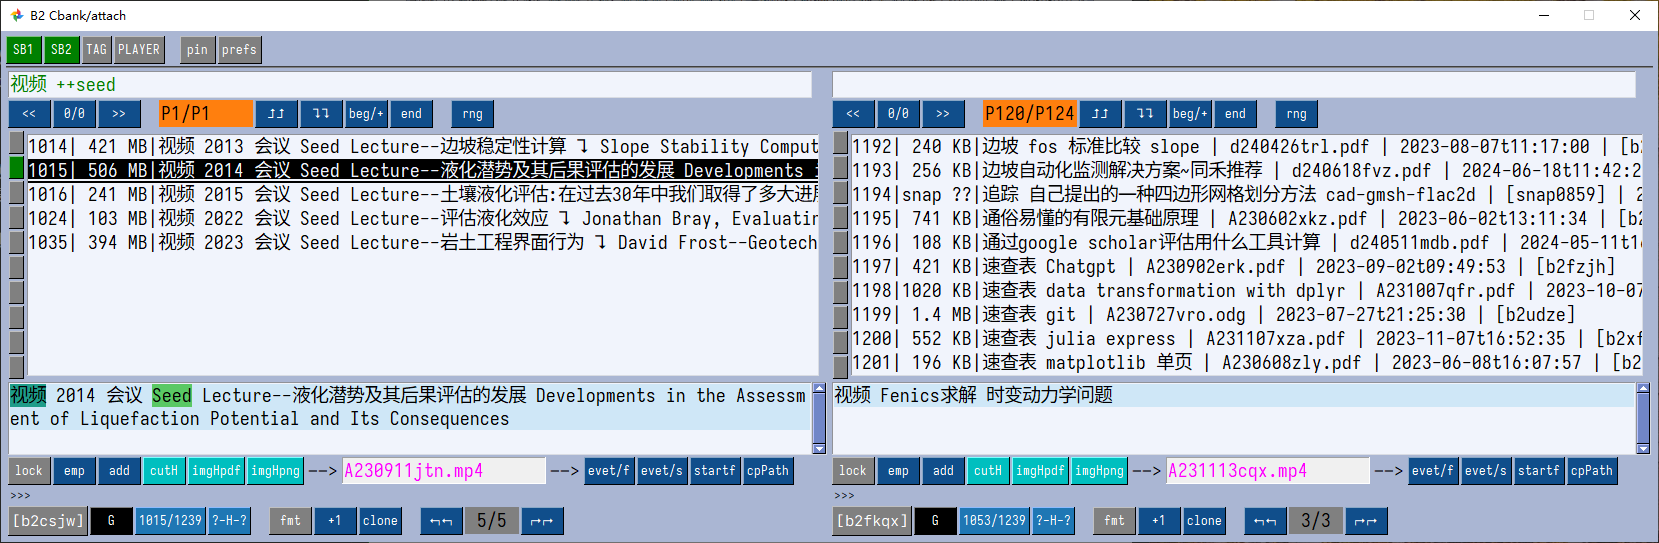 B2 Cbank/attach
SB1 SB2 TAG PLAYER pin prefs
视频 ++seed
<< 0/0 >> P1/P1 beg/+ end rng
1014| 421 MB|视频 2013 会议 Seed Lecture--边坡稳定性计算 ↴ Slope Stability Comput
1015| 506 MB|视频 2014 会议 Seed Lecture--液化潜势及其后果评估的发展 Developments i
1016| 241 MB|视频 2015 会议 Seed Lecture--土壤液化评估:在过去30年中我们取得了多大进展
1024| 103 MB|视频 2022 会议 Seed Lecture--评估液化效应 ↴ Jonathan Bray, Evaluatin
1035| 394 MB|视频 2023 会议 Seed Lecture--岩土工程界面行为 ↴ David Frost--Geotech
视频 2014 会议 Seed Lecture--液化潜势及其后果评估的发展 Developments in the Assessm
ent of Liquefaction Potential and Its Consequences
lock emp add cutH imgHpdf imgHpng --> A230911jtn.mp4 --> evet/f evet/s startf cpPath
>>>
[b2csjw] G 1015/1239 ?-H-? fmt +1 clone ↰↰ 5/5 ↱↱
<< 0/0 >> P120/P124 beg/+ end rng
1192| 240 KB|边坡 fos 标准比较 slope | d240426trl.pdf | 2023-08-07T11:17:00 | [b2
1193| 256 KB|边坡自动化监测解决方案~同禾推荐 | d240618fvz.pdf | 2024-06-18T11:42:2
1194|snap ??|追踪 自己提出的一种四边形网格划分方法 cad-gmsh-flac2d | [snap0859] | 2
1195| 741 KB|通俗易懂的有限元基础原理 | A230602xkz.pdf | 2023-06-02T13:11:34 | [b2
1196| 108 KB|通过google scholar评估用什么工具计算 | d240511mdb.pdf | 2024-05-11t1
1197| 421 KB|速查表 Chatgpt | A230902erk.pdf | 2023-09-02t09:49:53 | [b2fzjh]
1198|1020 KB|速查表 data transformation with dplyr | A231007qfr.pdf | 2023-10-07
1199| 1.4 MB|速查表 git | A230727vro.odg | 2023-07-27t21:25:30 | [b2udze]
1200| 552 KB|速查表 julia express | A231107xza.pdf | 2023-11-07t16:52:35 | [b2xf
1201| 196 KB|速查表 matplotlib 单页 | A230608zly.pdf | 2023-06-08t16:07:57 | [b2
视频 Fenics求解 时变动力学问题
lock emp add cutH imgHpdf imgHpng --> A231113cqx.mp4 --> evet/f evet/s startf cpPath
>>>
[b2fkqx] G 1053/1239 ?-H-? fmt +1 clone ↰↰ 3/3 ↱↱